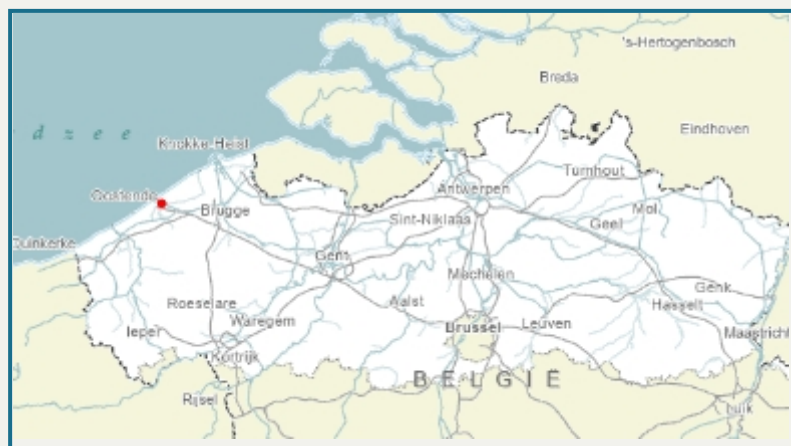 's-Hertogenbosch
Breda
d z e e
Eindhoven
Knokke-Heist
Turnhout
Oostende
Antwerpen
Brugge
Mol
Sint-Niklaas
Geel
Duinkerke
Gent
Mechelen
Genk
Roeselare
Aalst
Hasselt
Waregem
Brussel
Leuven
Ieper
Maastricht
Kortrijk
BELGIË
Rijsel
Luik